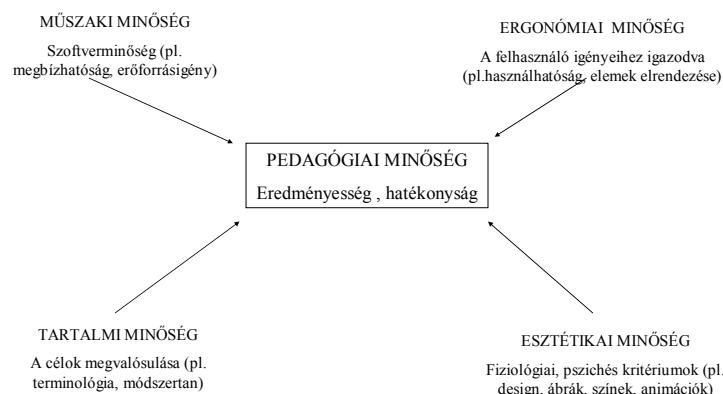 MŰSZAKI MINŐSÉG
Szoftverminőség (pl.
megbízhatóság, erőforrásigény)
ERGONÓMIAI MINŐSÉG
A felhasználó igényeihez igazodva
(pl.használhatóság, elemek elrendezése)
PEDAGÓGIAI MINŐSÉG
Eredményesség , hatékonyság
TARTALMI MINŐSÉG
A célok megvalósulása (pl.
terminológia, módszertan)
ESZTÉTIKAI MINŐSÉG
Fiziológiai, pszichés kritériumok (pl.
design, ábrák, színek, animációk)